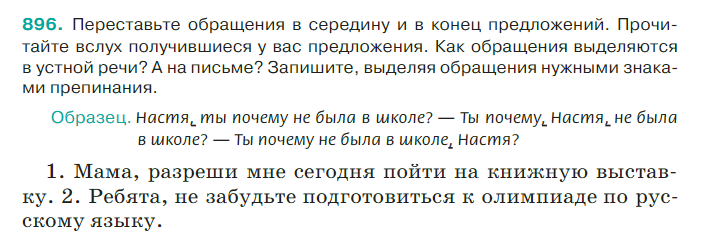 896. Переставьте обращения в середину и в конец предложений. Прочи-
тайте вслух получившиеся у вас предложения. Как обращения выделяются
в устной речи? А на письме? Запишите, выделяя обращения нужными знака-
ми препинания.
Образец. Настя, ты почему не была в школе? — Ты почему, Настя, не была
в школе? — Ты почему не была в школе, Настя?
1. Мама, разреши мне сегодня пойти на книжную выстав-
ку. 2. Ребята, не забудьте подготовиться к олимпиаде по рус-
скому языку.